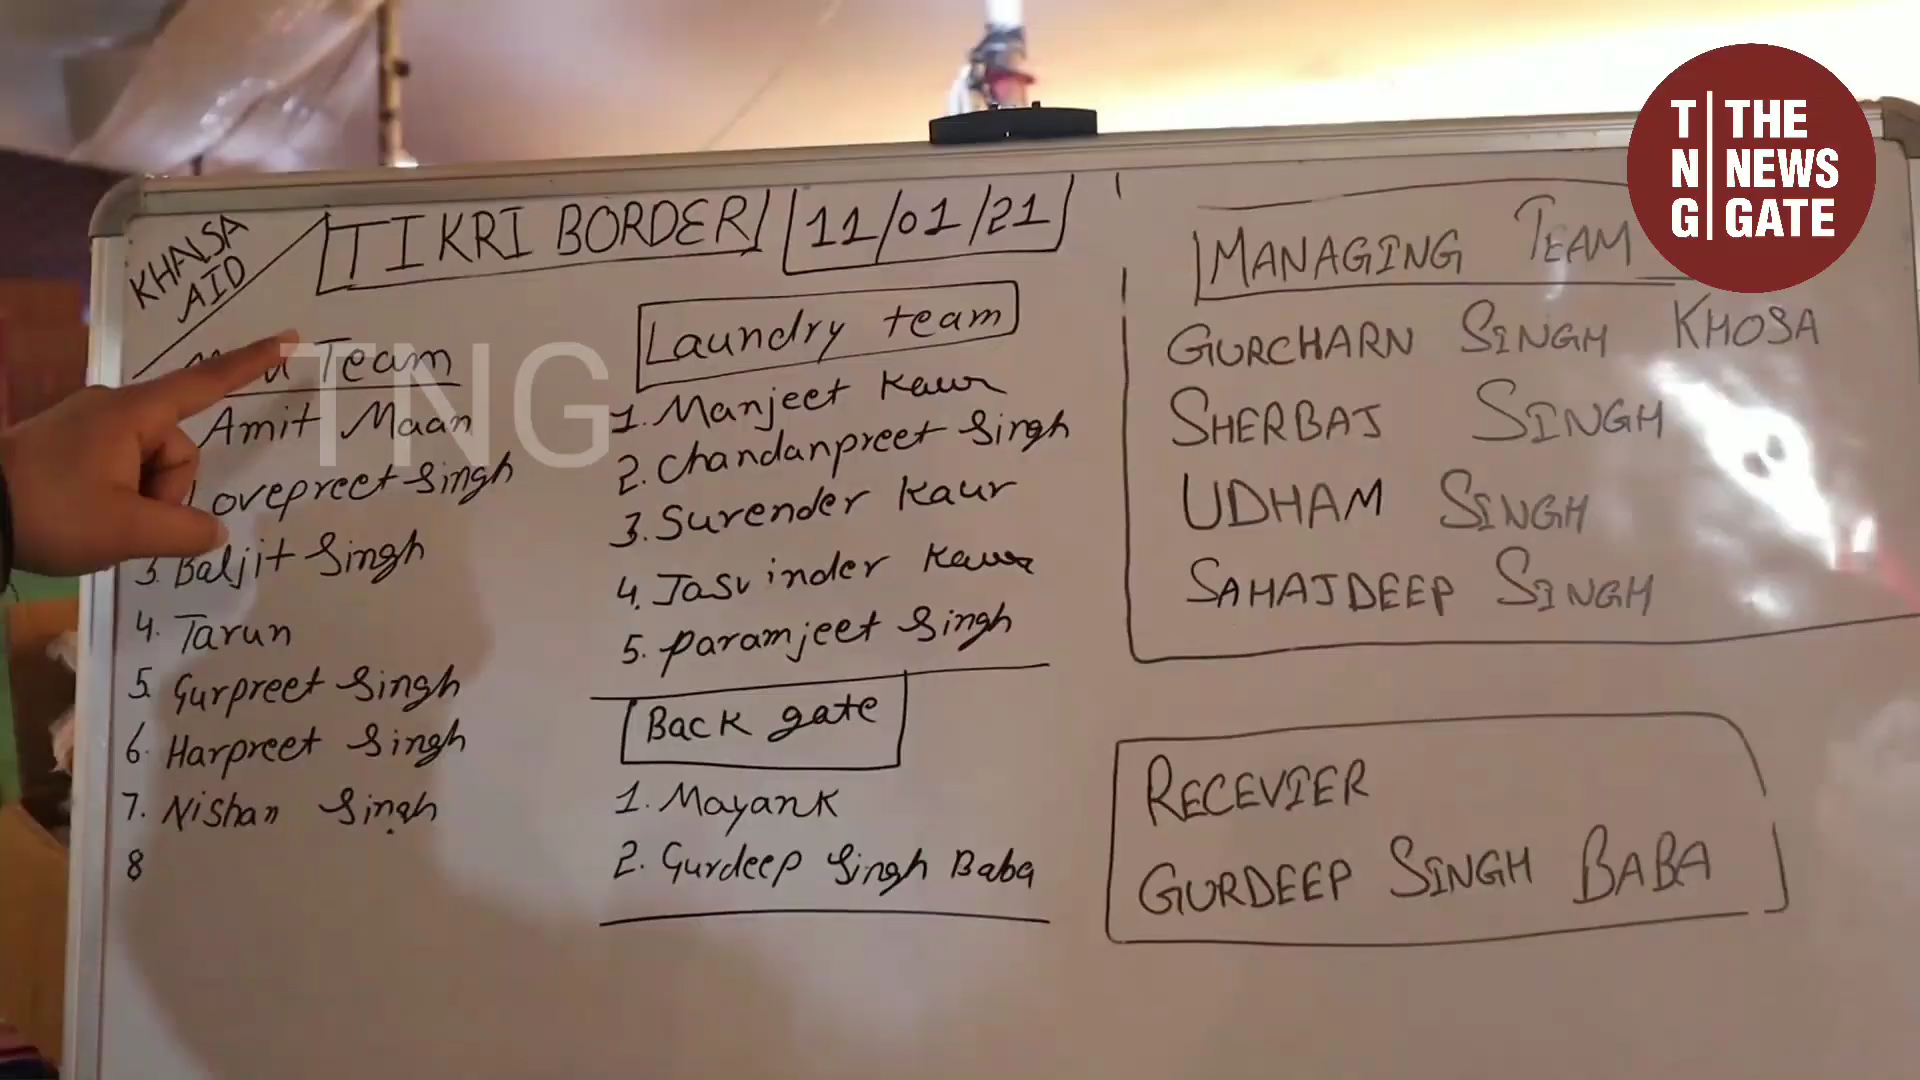 KHALSA
AID
TIKRI BORDER 11/01/21
Team
Amit Maan
Lovepreet Singh
3. Baljit Singh
4. Tarun
5. Gurpreet Singh
6. Harpreet Singh
7. Nishan Singh
8
Laundry team
1. Manjeet Kaur
2. Chandanpreet Singh
3. Surender Kaur
4. Jasvinder Kaur
5. Paramjeet Singh
Back gate
1. Mayank
2. Gurdeep Singh Baba
MANAGING TEAM
GURCHARN SINGH KHOSA
SHERBAJ SINGH
UDHAM SINGH
SAHAJDEEP SINGH
RECEVIER
GURDEEP SINGH BABA
TNG
T THE
N NEWS
G GATE